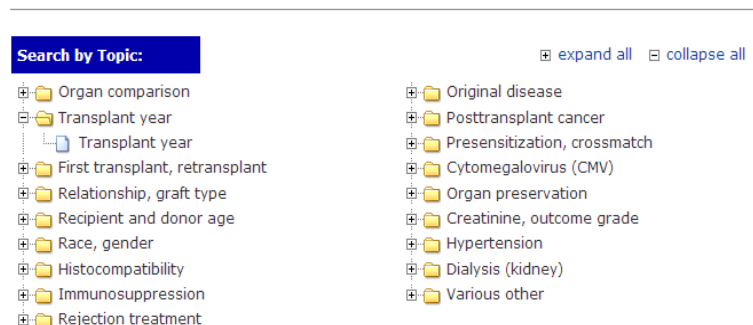 Search by Topic:
expand all
collapse all
Organ comparison
Transplant year
Transplant year
First transplant, retransplant
Relationship, graft type
Recipient and donor age
Race, gender
Histocompatibility
Immunosuppression
Rejection treatment
Original disease
Posttransplant cancer
Presensitization, crossmatch
Cytomegalovirus (CMV)
Organ preservation
Creatinine, outcome grade
Hypertension
Dialysis (kidney)
Various other